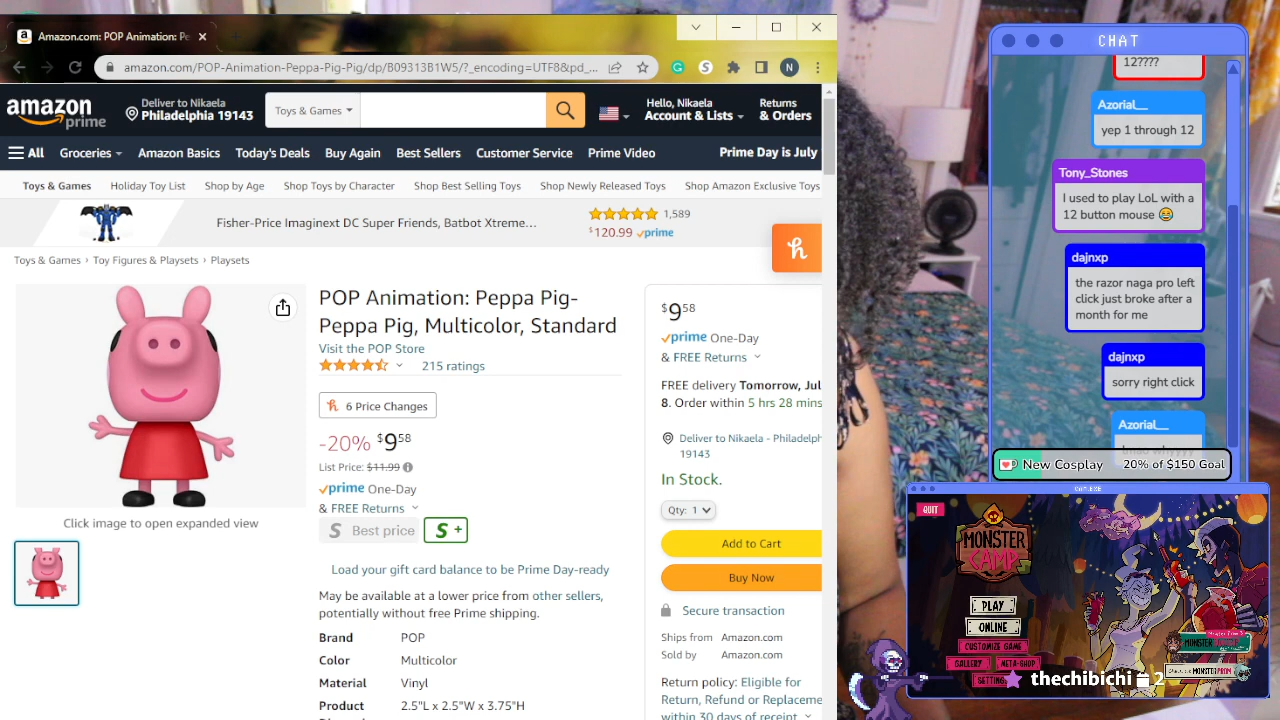 Amazon.com: POP Animation: Pe
amazon.com/POP-Animation-Peppa-Pig-Pig/dp/B09313B1W5/?_encoding=UTF8&pd_...
G
S
N
amazon
prime
Deliver to Nikaela
Philadelphia 19143
Toys & Games
Hello, Nikaela
Account & Lists
Returns
& Orders
All
Groceries
Amazon Basics
Today's Deals
Buy Again
Best Sellers
Customer Service
Prime Video
Prime Day is July
Toys & Games
Holiday Toy List
Shop by Age
Shop Toys by Character
Shop Best Selling Toys
Shop Newly Released Toys
Shop Amazon Exclusive Toys
Fisher-Price Imaginext DC Super Friends, Batbot Xtreme...
1,589
$120.99 prime
Toys & Games › Toy Figures & Playsets › Playsets
h
Click image to open expanded view
POP Animation: Peppa Pig-
Peppa Pig, Multicolor, Standard
Visit the POP Store
215 ratings
h 6 Price Changes
-20% $9 58
List Price: $11.99
prime One-Day
& FREE Returns
S Best price
S +
Load your gift card balance to be Prime Day-ready
May be available at a lower price from other sellers,
potentially without free Prime shipping.
Brand POP
Color Multicolor
Material Vinyl
Product 2.5"L x 2.5"W x 3.75"H
$9 58
prime One-Day
& FREE Returns
FREE delivery Tomorrow, Jul
8. Order within 5 hrs 28 mins
Deliver to Nikaela - Philadelph
19143
In Stock.
Qty: 1
Add to Cart
Buy Now
Secure transaction
Ships from Amazon.com
Sold by Amazon.com
Return policy: Eligible for
Return, Refund or Replaceme
within 30 days of receipt
CHAT
12????
Azorial__
yep 1 through 12
Tony_Stones
I used to play LoL with a
12 button mouse 😂
dajnxp
the razor naga pro left
click just broke after a
month for me
dajnxp
sorry right click
Azorial__
New Cosplay
20% of $150 Goal
QUIT
MONSTER
CAMP
PLAY
ONLINE
CUSTOMIZE GAME
GALLERY
META-SHOP
thechibichi
2